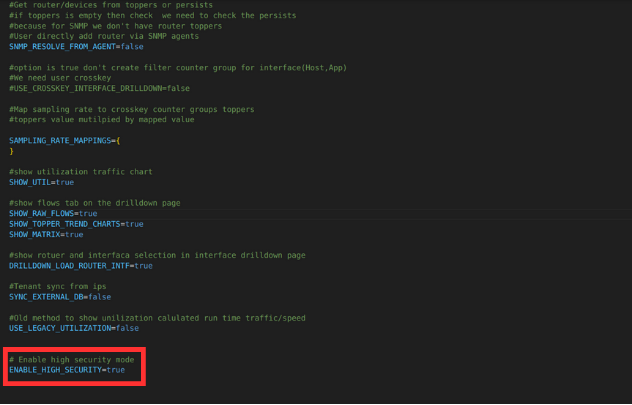 #Get router/devices from toppers or persists
#if toppers is empty then check  we need to check the persists
#because for SNMP we don't have router toppers
#User directly add router via SNMP agents
SNMP_RESOLVE_FROM_AGENT=false
#option is true don't create filter counter group for interface(Host,App)
#We need user crosskey
#USE_CROSSKEY_INTERFACE_DRILLDOWN=false
#Map sampling rate to crosskey counter groups toppers
#toppers value mutilpied by mapped value
SAMPLING_RATE_MAPPINGS={
}
#show utilization traffic chart
SHOW_UTIL=true
#show flows tab on the drilldown page
SHOW_RAW_FLOWS=true
SHOW_TOPPER_TREND_CHARTS=true
SHOW_MATRIX=true
#show rotuer and interfaca selection in interface drilldown page
DRILLDOWN_LOAD_ROUTER_INTF=true
#Tenant sync from ips
SYNC_EXTERNAL_DB=false
#Old method to show unilization calulated run time traffic/speed
USE_LEGACY_UTILIZATION=false
# Enable high security mode
ENABLE_HIGH_SECURITY=true